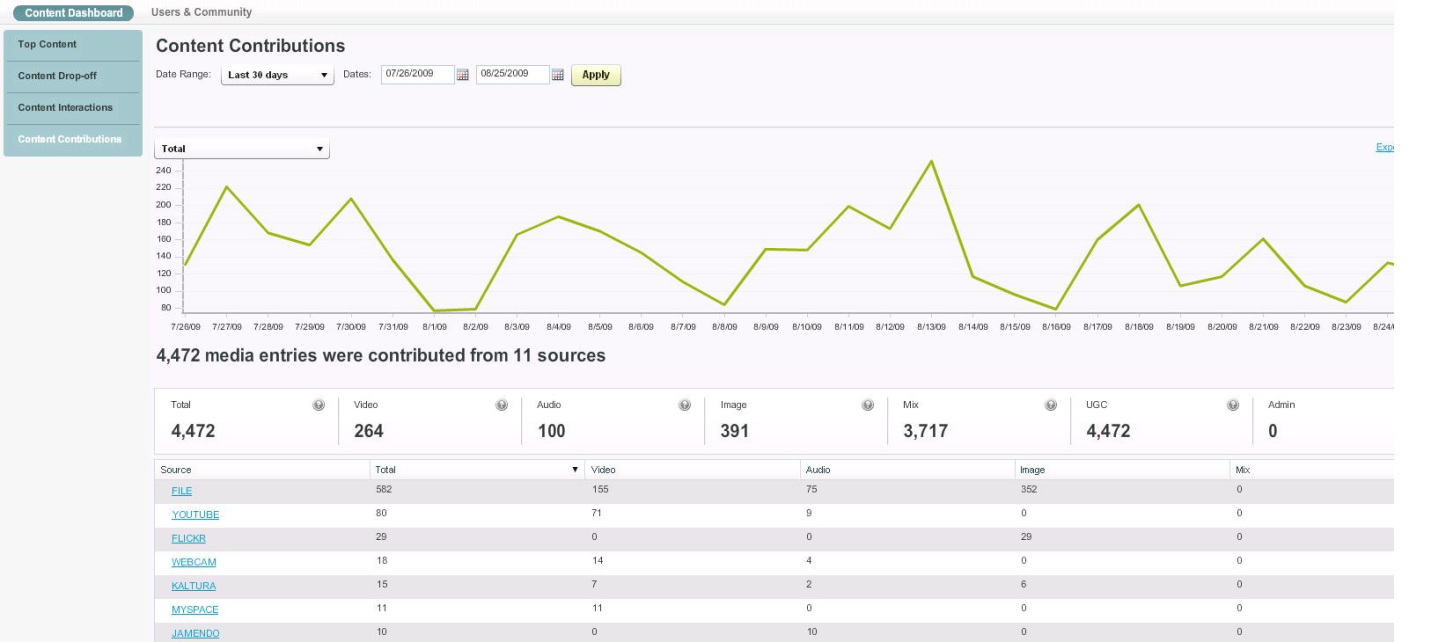 Content Dashboard Users & Community
Top Content
Content Drop-off
Content Interactions
Content Contributions
Content Contributions
Date Range: Last 30 days Dates: 07/26/2009 08/25/2009 Apply
Total
240
220
200
180
160
140
120
100
80
7/26/09 7/27/09 7/28/09 7/29/09 7/30/09 7/31/09 8/1/09 8/2/09 8/3/09 8/4/09 8/5/09 8/6/09 8/7/09 8/8/09 8/9/09 8/10/09 8/11/09 8/12/09 8/13/09 8/14/09 8/15/09 8/16/09 8/17/09 8/18/09 8/19/09 8/20/09 8/21/09 8/22/09 8/23/09
4,472 media entries were contributed from 11 sources
Total Video Audio Image Mix UGC Admin
4,472 264 100 391 3,717 4,472 0
Source Total Video Audio Image Mix
FILE 582 155 75 352 0
YOUTUBE 80 71 9 0 0
FLICKR 29 0 0 29 0
WEBCAM 18 14 4 0 0
KALTURA 15 7 2 6 0
MYSPACE 11 11 0 0 0
JAMENDO 10 0 10 0 0